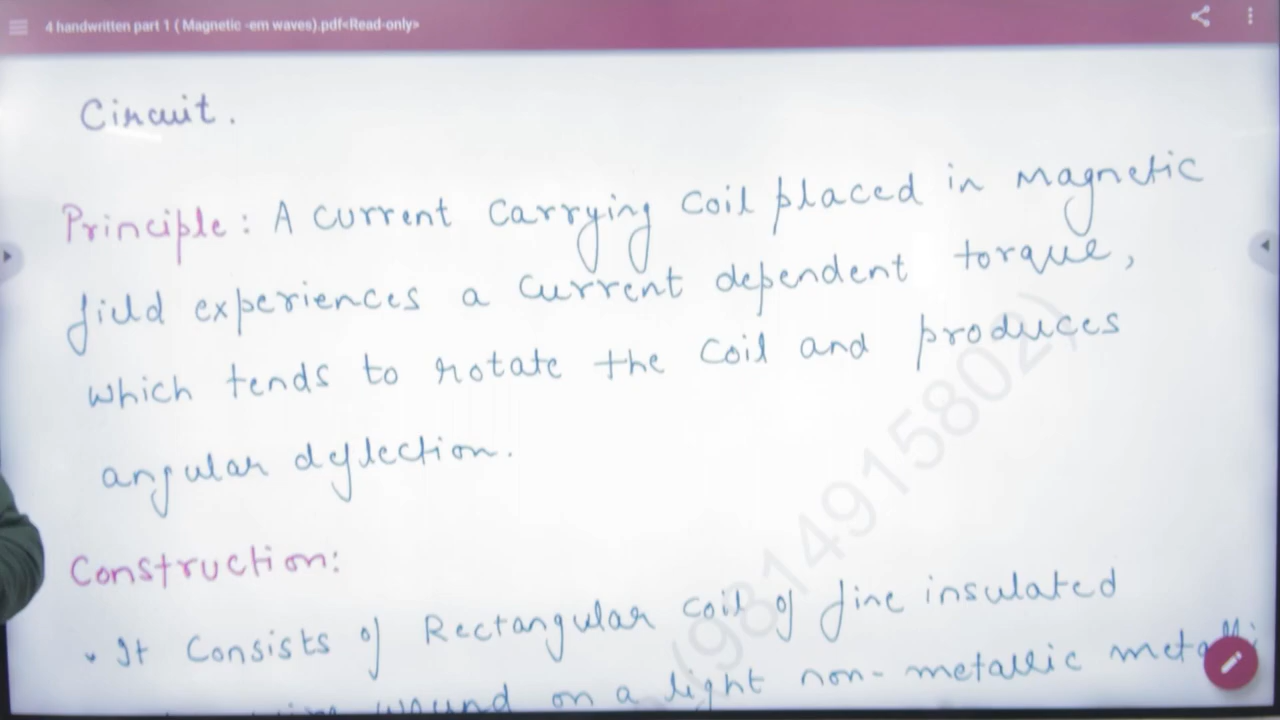 4 handwritten part 1 ( Magnetic -em waves).pdf<Read-only>
Circuit.
Principle: A current carrying coil placed in magnetic
field experiences a current dependent torque,
which tends to rotate the coil and produces
angular deflection.
Construction:
• It consists of Rectangular coil of fine insulated
wound on a light non-metallic
(9814915802)